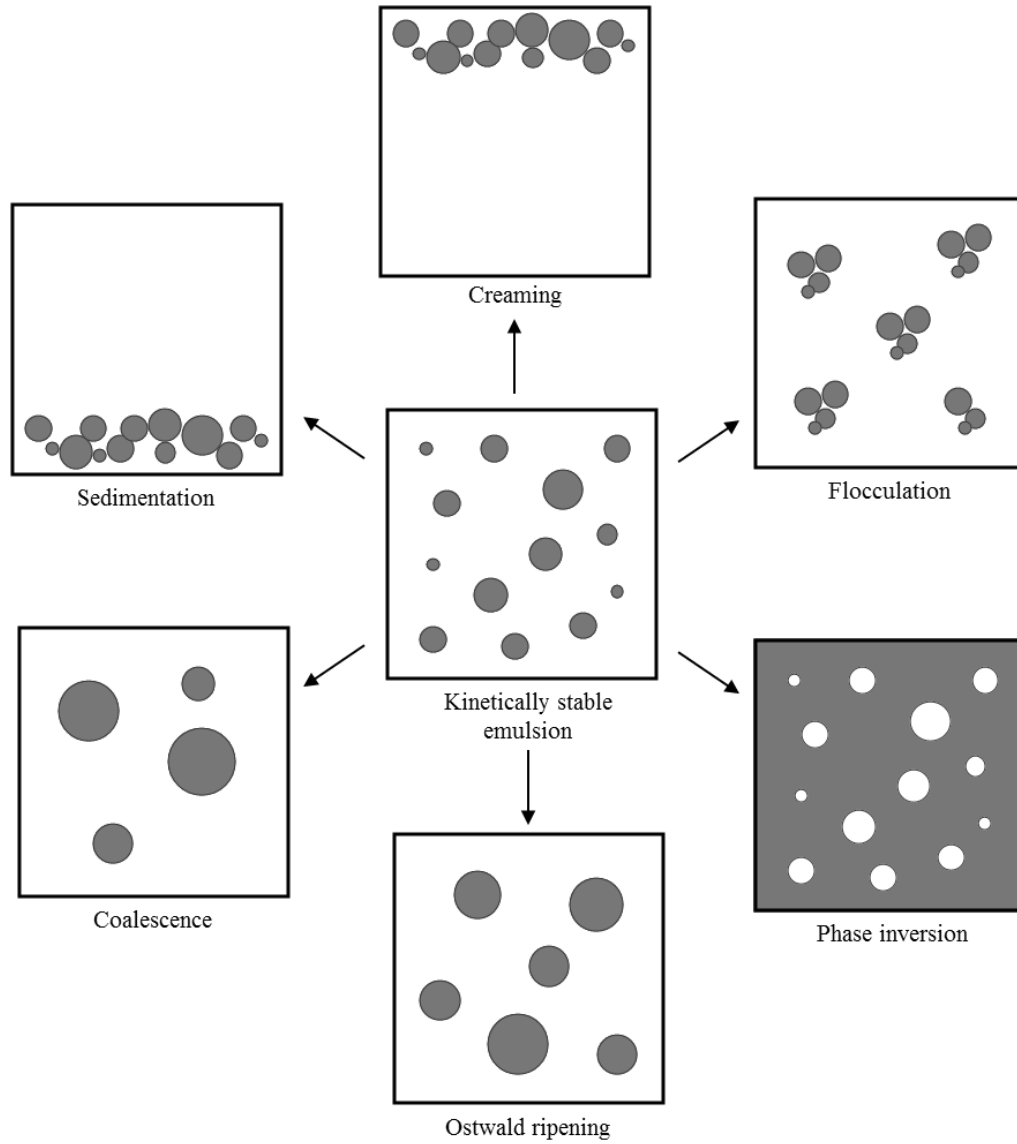 Creaming
Sedimentation
Flocculation
Kinetically stable
emulsion
Coalescence
Phase inversion
Ostwald ripening